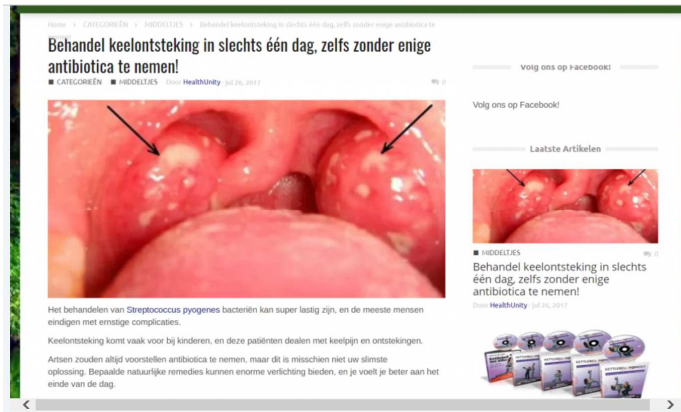 Home > CATEGORIEËN > MIDDELTJES > Behandel keelontsteking in slechts één dag, zelfs zonder enige antibiotica te
Behandel keelontsteking in slechts één dag, zelfs zonder enige
antibiotica te nemen!
CATEGORIEËN MIDDELTJES Door HealthUnity jul 26, 2017 0
Het behandelen van Streptococcus pyogenes bacteriën kan super lastig zijn, en de meeste mensen
eindigen met ernstige complicaties.
Keelontsteking komt vaak voor bij kinderen, en deze patiënten dealen met keelpijn en ontstekingen.
Artsen zouden altijd voorstellen antibiotica te nemen, maar dit is misschien niet uw slimste
oplossing. Bepaalde natuurlijke remedies kunnen enorme verlichting bieden, en je voelt je beter aan het
einde van de dag.
Volg ons op Facebook!
Volg ons op Facebook!
Laatste Artikelen
MIDDELTJES 0
Behandel keelontsteking in slechts
één dag, zelfs zonder enige
antibiotica te nemen!
Door HealthUnity jul 26, 2017